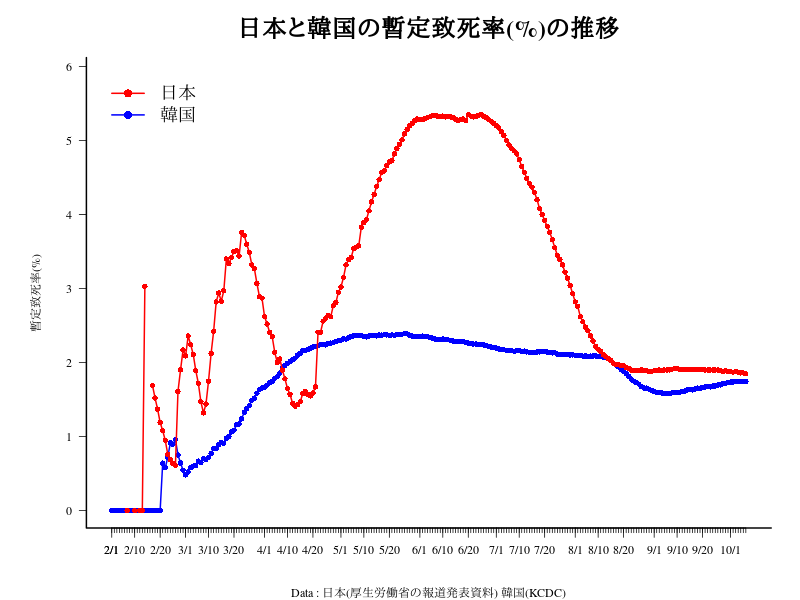 日本と韓国の暫定致死率(%)の推移
日本
韓国
暫定致死率(%)
6
5
4
3
2
1
0
2/1 2/10 2/20 3/1 3/10 3/20 4/1 4/10 4/20 5/1 5/10 5/20 6/1 6/10 6/20 7/1 7/10 7/20 8/1 8/10 8/20 9/1 9/10 9/20 10/1
Data : 日本(厚生労働省の報道発表資料) 韓国(KCDC)